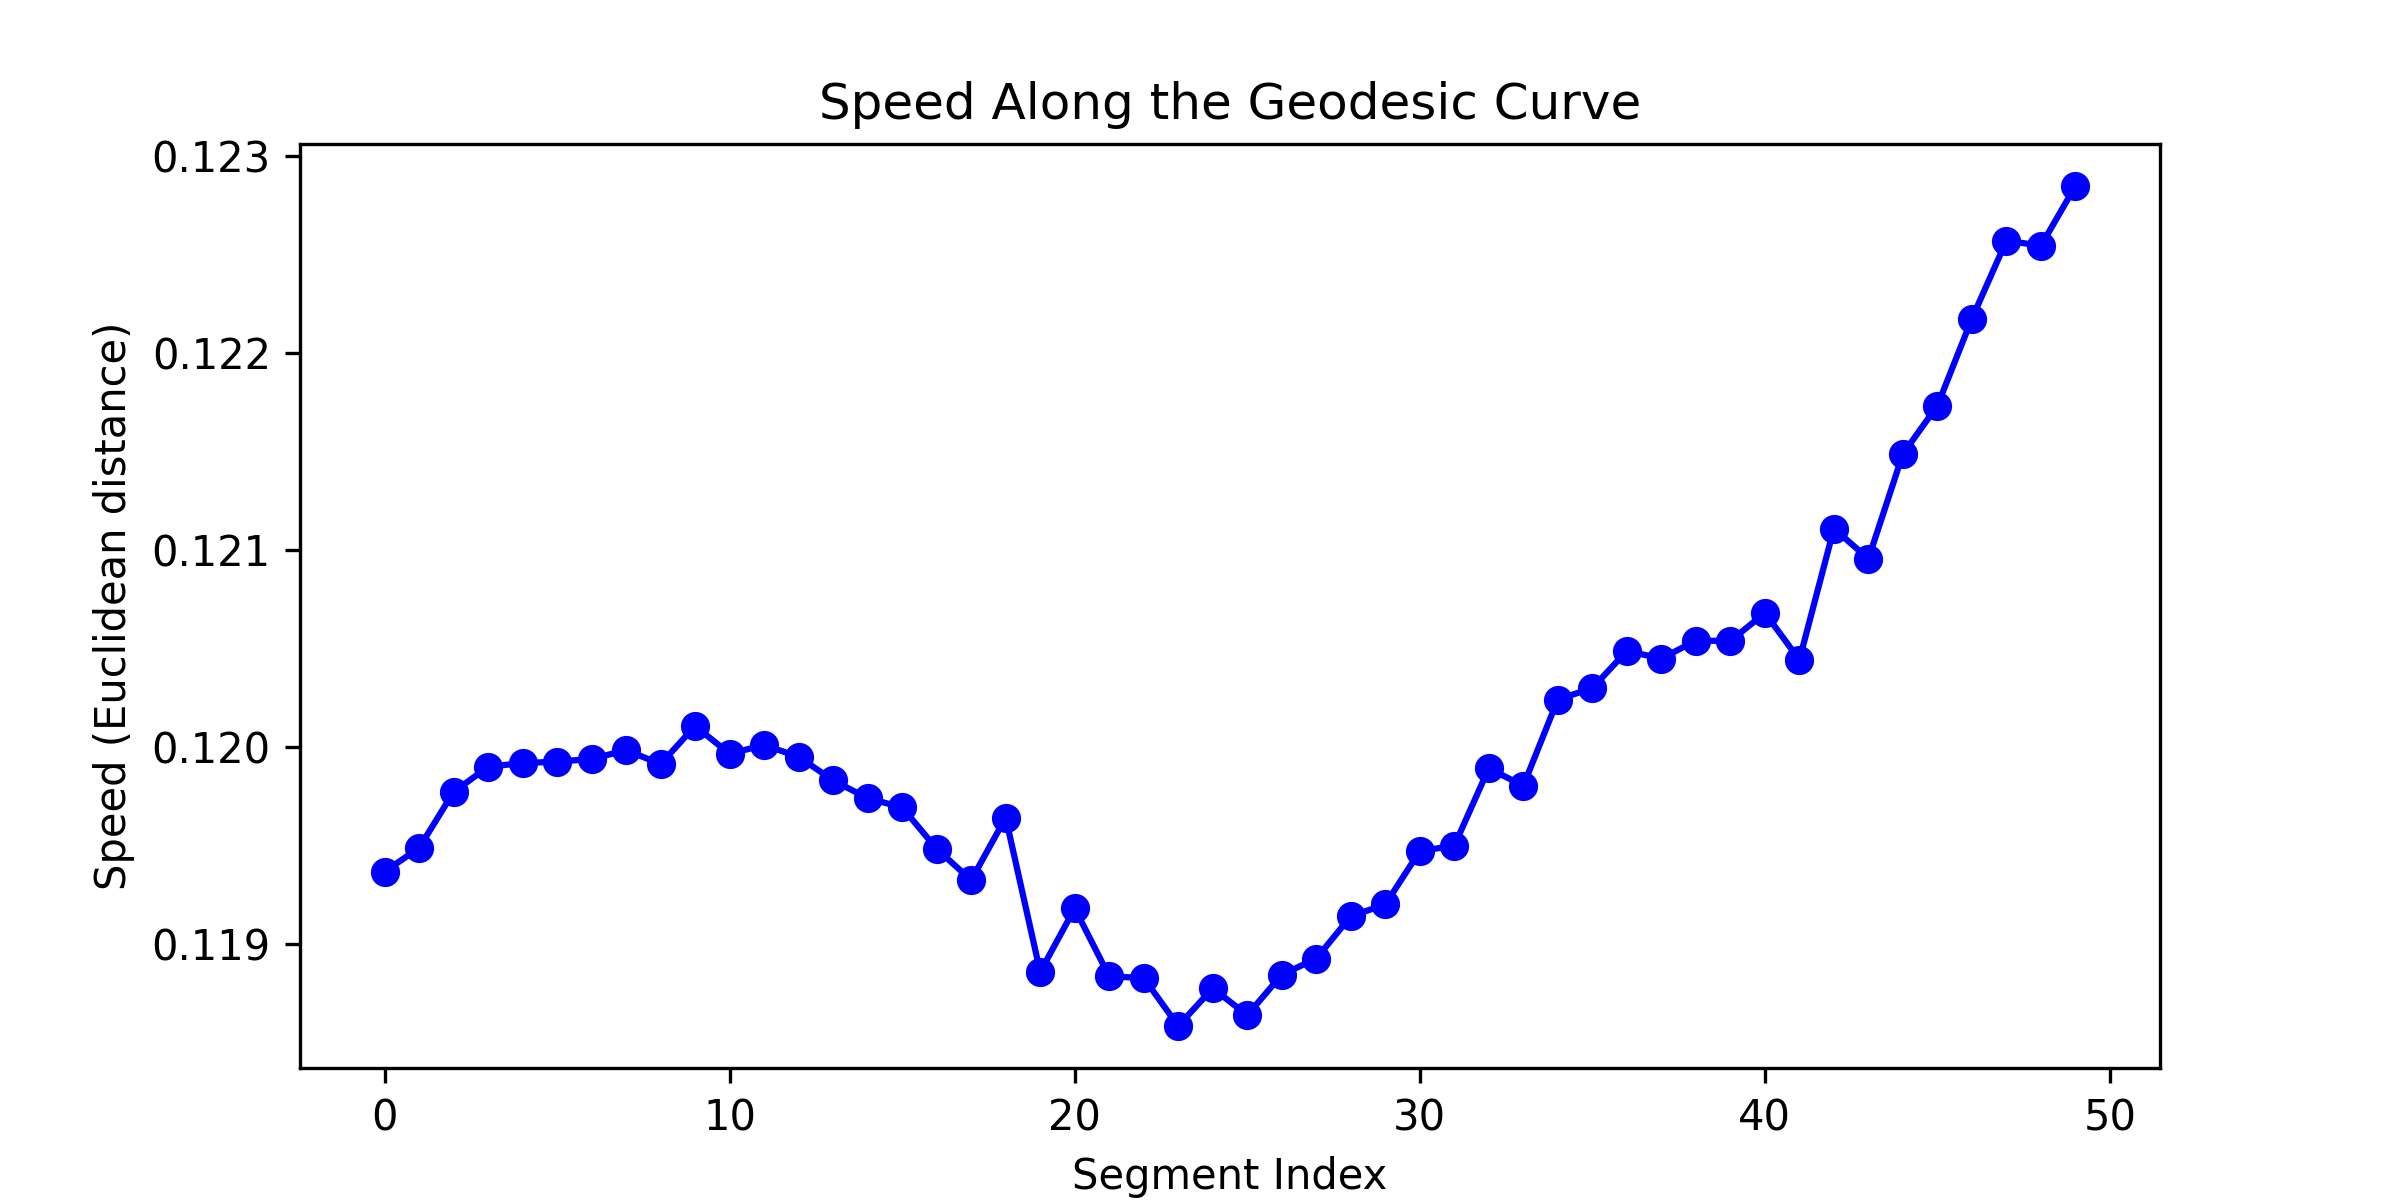 Speed Along the Geodesic Curve
Speed (Euclidean distance)
0.123
0.122
0.121
0.120
0.119
0 10 20 30 40 50
Segment Index